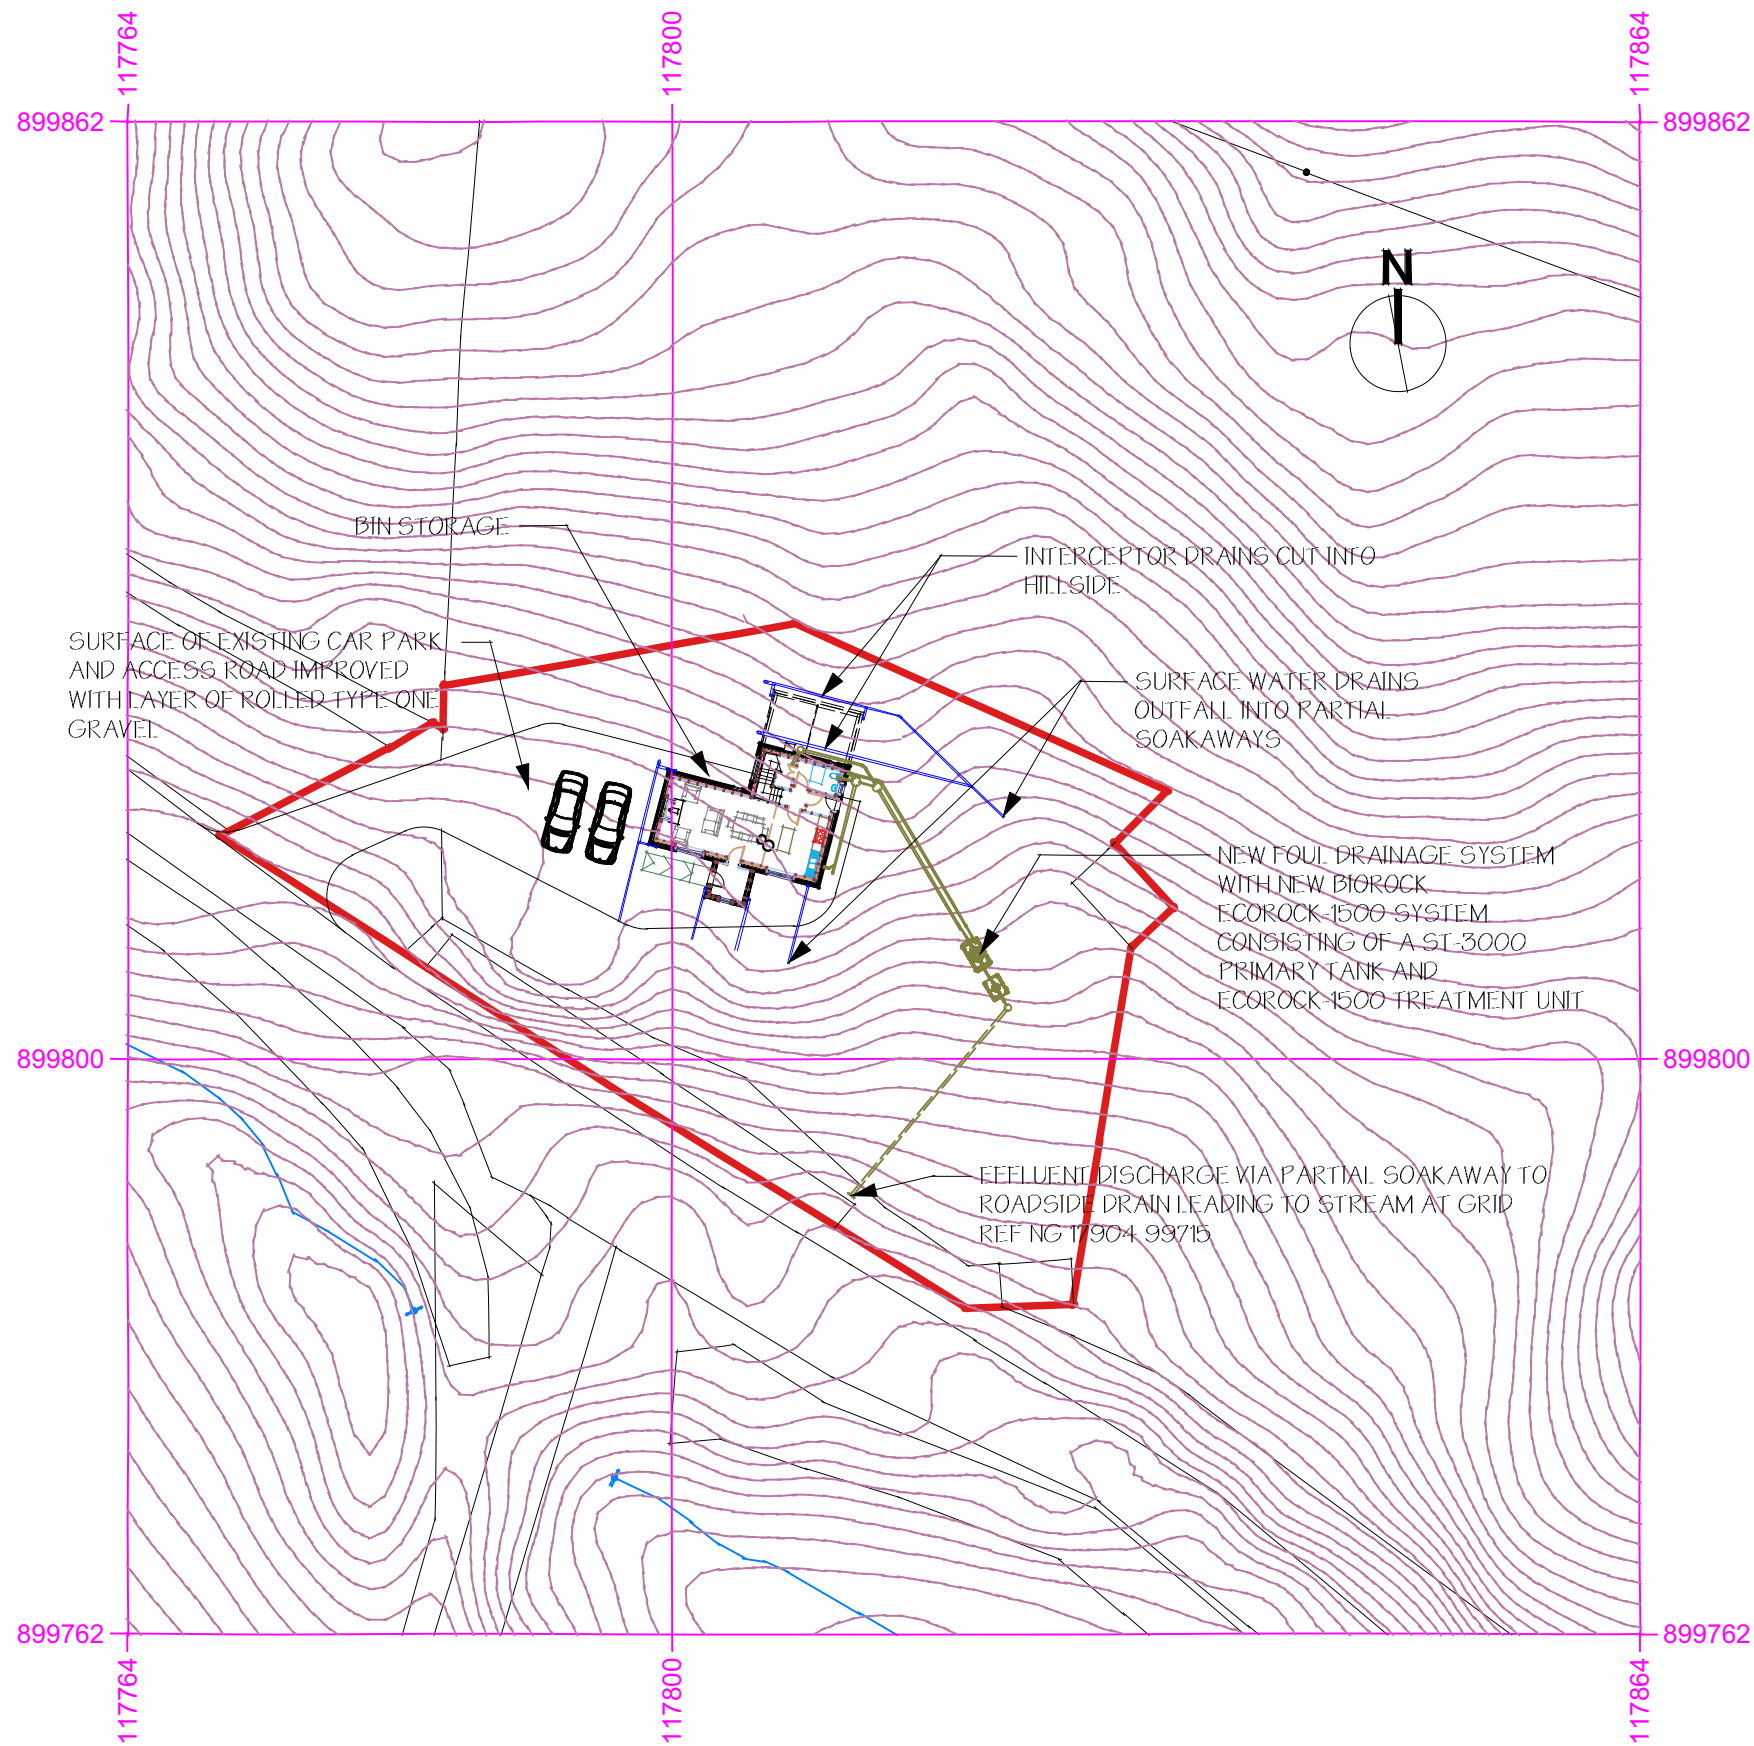 117764
117800
117864
899862
899862
N
BIN STORAGE
INTERCEPTOR DRAINS CUT INTO
HILLSIDE
SURFACE OF EXISTING CAR PARK
AND ACCESS ROAD IMPROVED
WITH LAYER OF ROLLED TYPE ONE
GRAVEL
SURFACE WATER DRAINS
OUTFALL INTO PARTIAL
SOAKAWAYS
NEW FOUL DRAINAGE SYSTEM
WITH NEW BIOROCK
ECOROCK-1500 SYSTEM
CONSISTING OF A ST-3000
PRIMARY TANK AND
ECOROCK-1500 TREATMENT UNIT
899800
899800
EFFLUENT DISCHARGE VIA PARTIAL SOAKAWAY TO
ROADSIDE DRAIN LEADING TO STREAM AT GRID
REF NG 17904 99715
899762
899762
117764
117800
117864